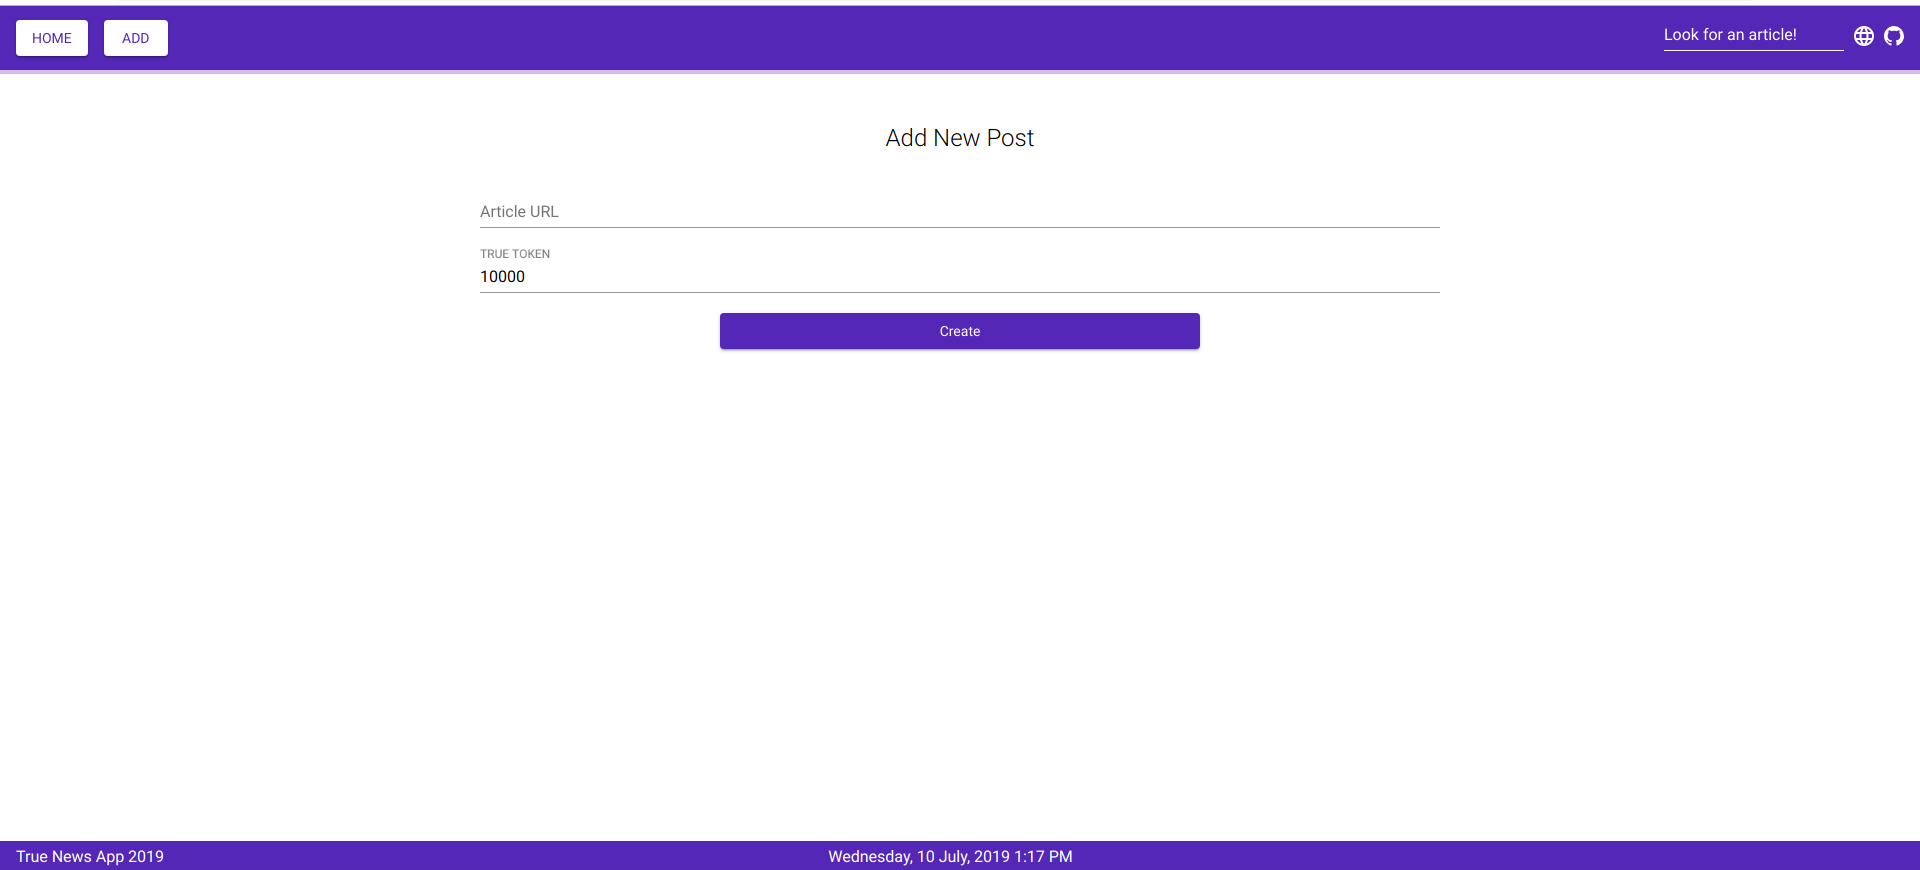 HOME ADD Look for an article!
Add New Post
Article URL
TRUE TOKEN
10000
Create
True News App 2019 Wednesday, 10 July, 2019 1:17 PM